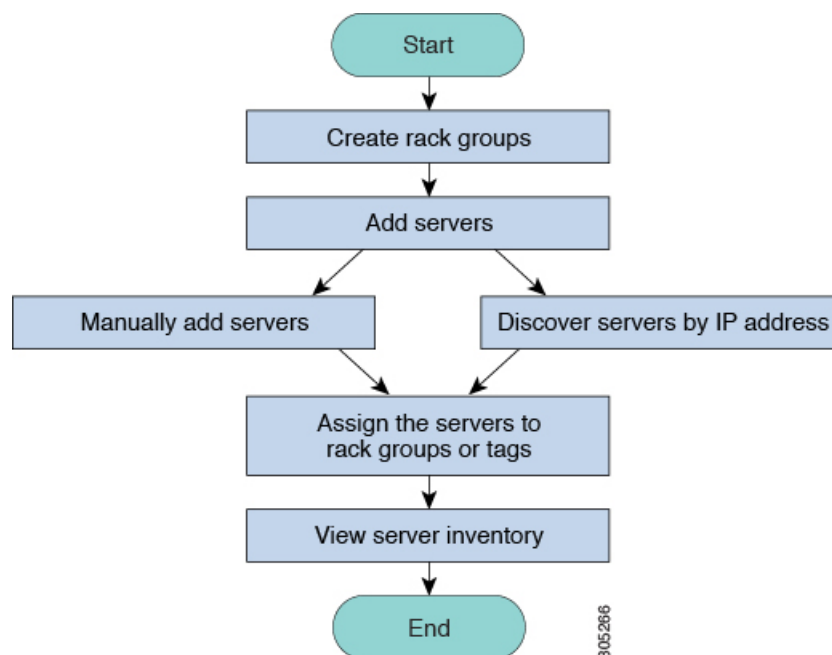 Start
Create rack groups
Add servers
Manually add servers
Discover servers by IP address
Assign the servers to
rack groups or tags
View server inventory
End
305266